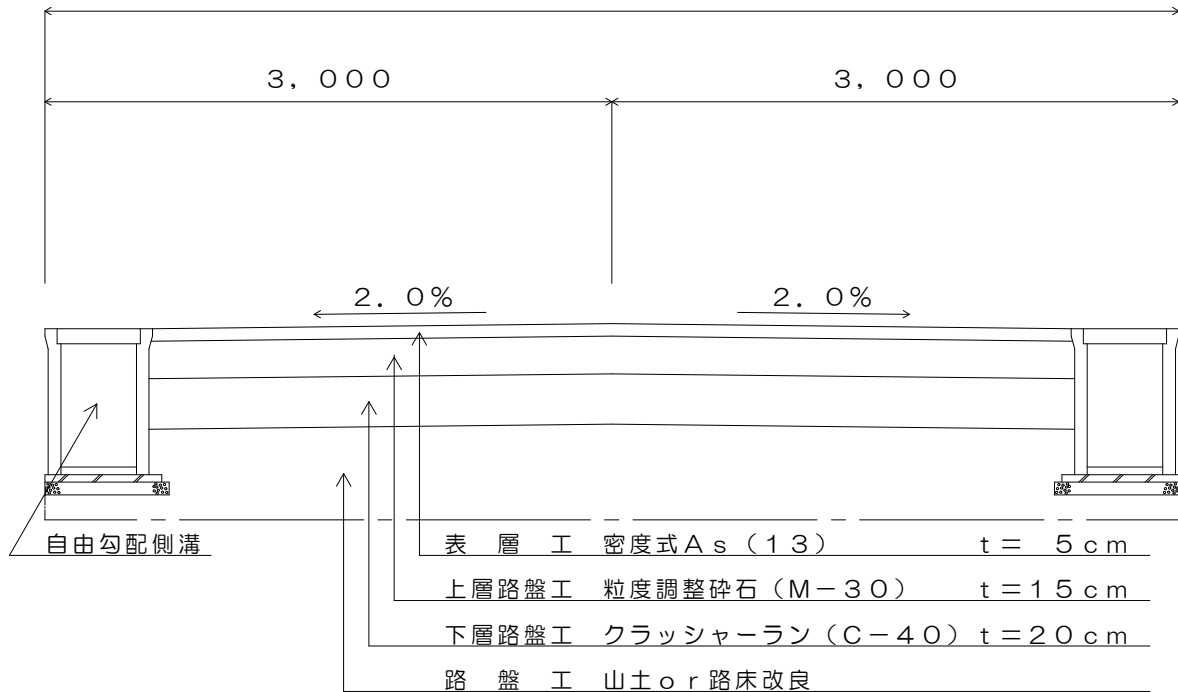 3,000 3,000
2.0% 2.0%
自由勾配側溝
表 層 工 密度式As(13) t= 5cm
上層路盤工 粒度調整砕石(M-30) t=15cm
下層路盤工 クラッシャーラン(C-40) t=20cm
路 盤 工 山土or路床改良